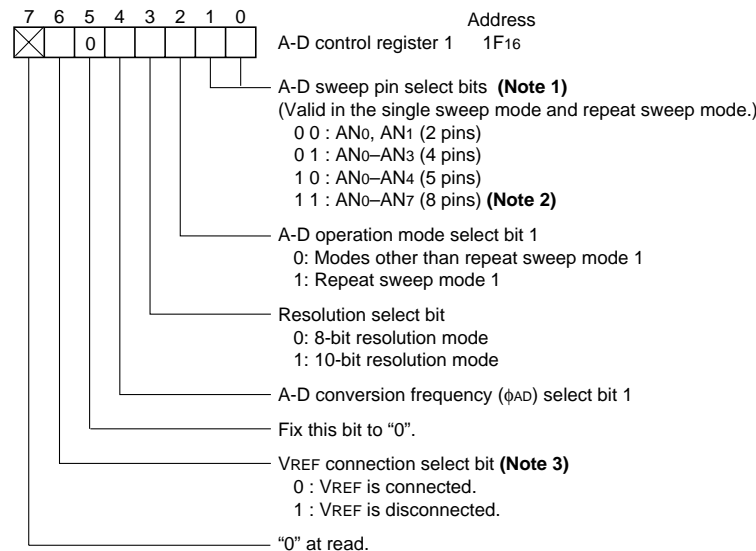 7 6 5 4 3 2 1 0
Address
0
A-D control register 1 1F16
A-D sweep pin select bits (Note 1)
(Valid in the single sweep mode and repeat sweep mode.)
0 0 : AN0, AN1 (2 pins)
0 1 : AN0–AN3 (4 pins)
1 0 : AN0–AN4 (5 pins)
1 1 : AN0–AN7 (8 pins) (Note 2)
A-D operation mode select bit 1
0: Modes other than repeat sweep mode 1
1: Repeat sweep mode 1
Resolution select bit
0: 8-bit resolution mode
1: 10-bit resolution mode
A-D conversion frequency (ϕAD) select bit 1
Fix this bit to “0”.
VREF connection select bit (Note 3)
0 : VREF is connected.
1 : VREF is disconnected.
“0” at read.